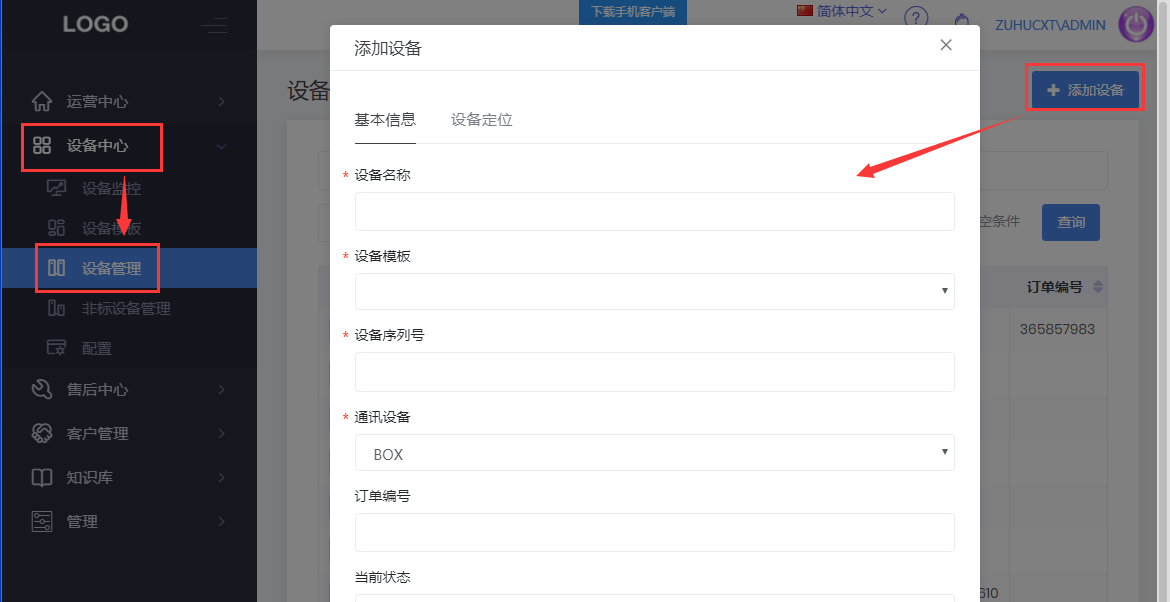 LOGO
下载手机客户端
简体中文
?
ZUHUCXT\ADMIN
运营中心
设备中心
设备监控
设备模板
设备管理
非标设备管理
配置
售后中心
客户管理
知识库
管理
设备
添加设备
空条件
查询
订单编号
365857983
610
添加设备
基本信息
设备定位
* 设备名称
* 设备模板
* 设备序列号
* 通讯设备
BOX
订单编号
当前状态